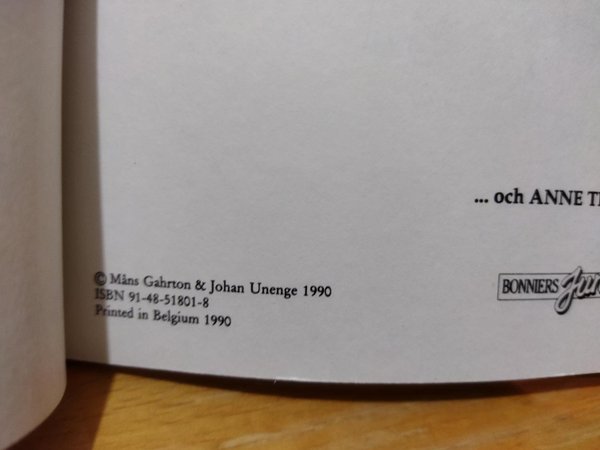 ... och ANNE
© Måns Gahrton & Johan Unenge 1990
ISBN 91-48-51801-8
Printed in Belgium 1990
BONNIERS